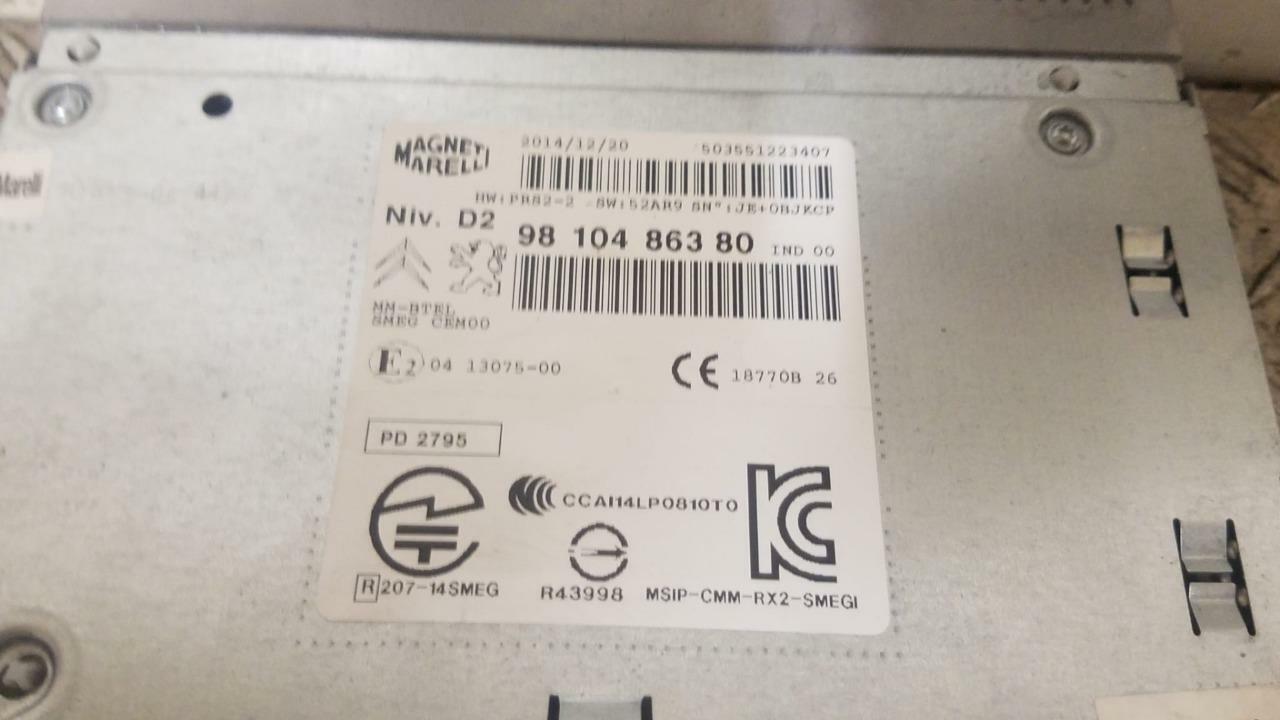 Marelli
MAGNETI
MARELLI
2014/12/20 503551223407
HW:PR82-2 SW:52AR9 SN°:JE+OBJKCP
Niv. D2
98 104 863 80 IND 00
MM-BTEL
SMEG CEM00
E2 04 13075-00
CE 18770B 26
PD 2795
CCAI14LP0810T0
R 207-14SMEG
R43998
MSIP-CMM-RX2-SMEGI